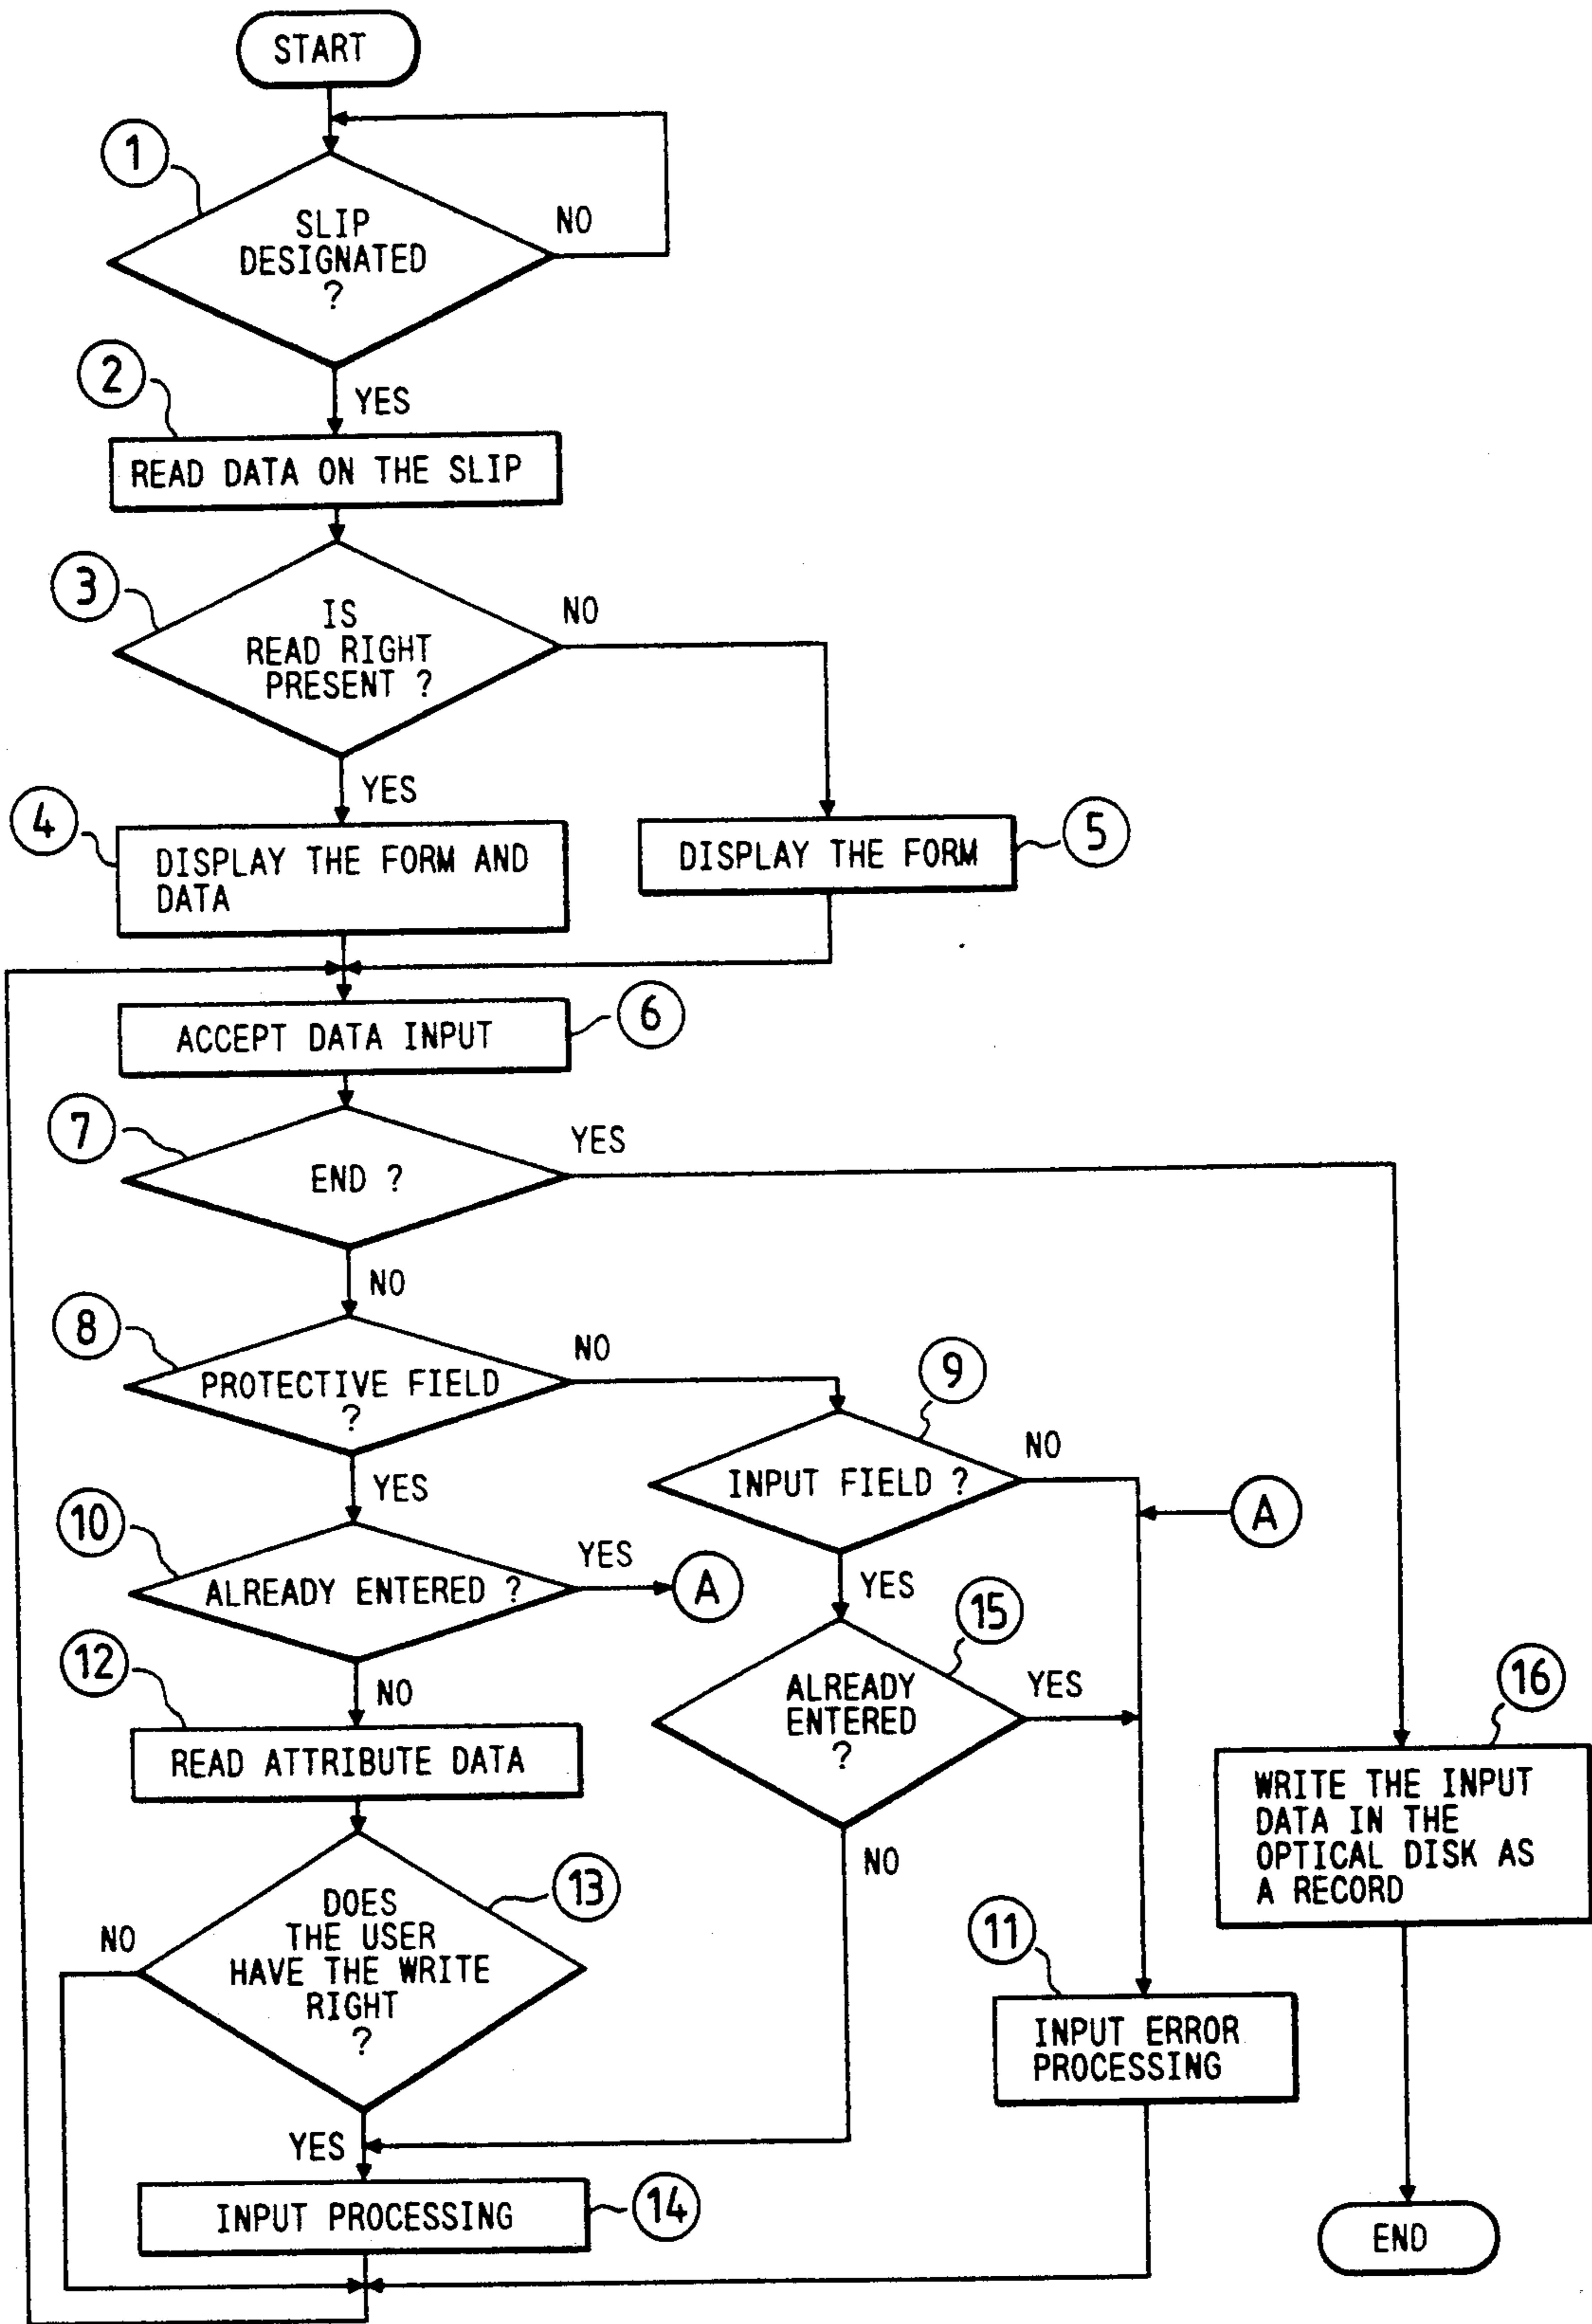 START
1
SLIP
DESIGNATED
?
NO
YES
2
READ DATA ON THE SLIP
3
IS
READ RIGHT
PRESENT ?
NO
YES
4
DISPLAY THE FORM AND
DATA
DISPLAY THE FORM
5
ACCEPT DATA INPUT
6
7
END ?
YES
NO
8
PROTECTIVE FIELD
?
NO
YES
9
INPUT FIELD ?
NO
A
YES
10
ALREADY ENTERED ?
YES
A
NO
15
ALREADY
ENTERED
?
YES
NO
12
READ ATTRIBUTE DATA
16
WRITE THE INPUT
DATA IN THE
OPTICAL DISK AS
A RECORD
13
DOES
THE USER
HAVE THE WRITE
RIGHT
?
NO
YES
11
INPUT ERROR
PROCESSING
INPUT PROCESSING
14
END